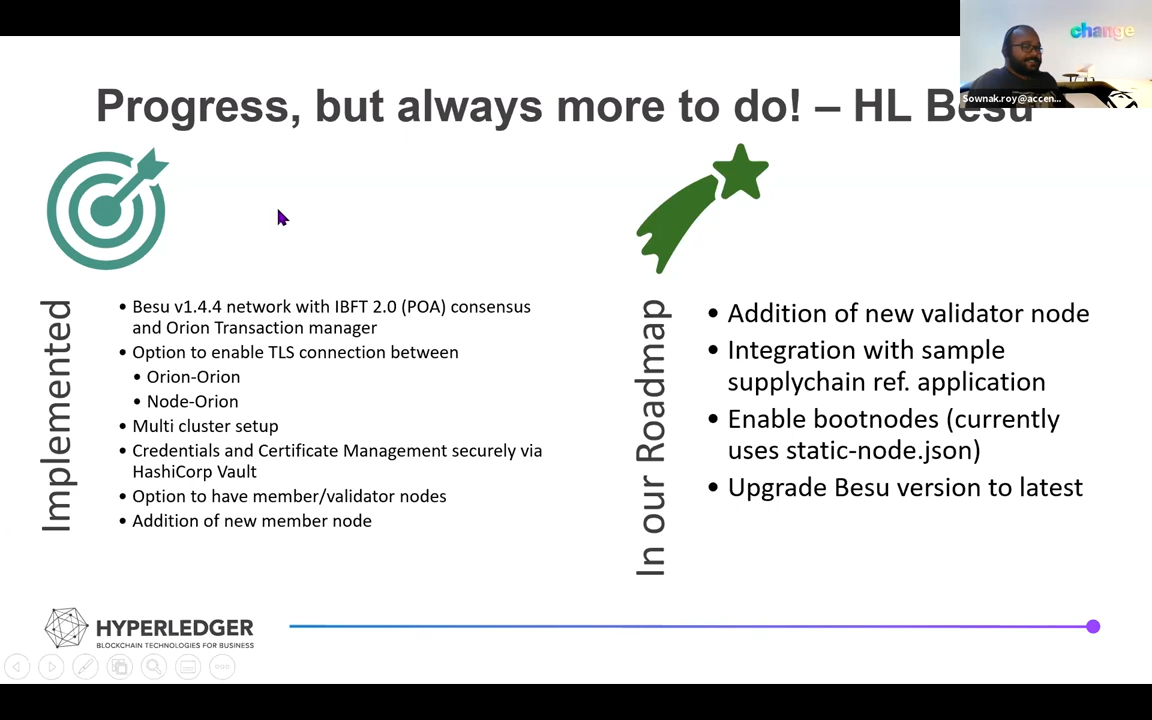 change
Sownak.roy@accen...
Progress, but always more to do! – HL Besu
Implemented
• Besu v1.4.4 network with IBFT 2.0 (POA) consensus
and Orion Transaction manager
• Option to enable TLS connection between
• Orion-Orion
• Node-Orion
• Multi cluster setup
• Credentials and Certificate Management securely via
HashiCorp Vault
• Option to have member/validator nodes
• Addition of new member node
In our Roadmap
• Addition of new validator node
• Integration with sample
supplychain ref. application
• Enable bootnodes (currently
uses static-node.json)
• Upgrade Besu version to latest
HYPERLEDGER
BLOCKCHAIN TECHNOLOGIES FOR BUSINESS